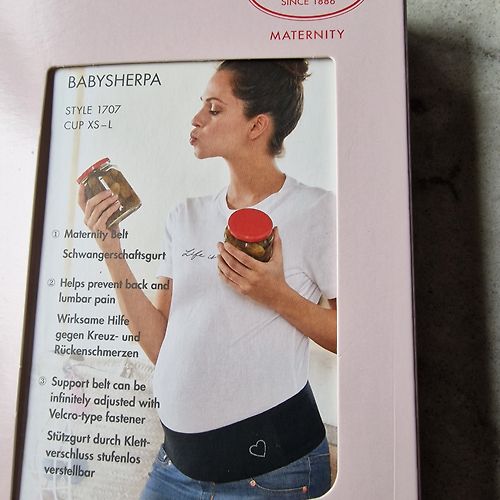 SINCE 1886
MATERNITY
BABYSHERPA
STYLE 1707
CUP XS–L
① Maternity Belt
Schwangerschaftsgurt
② Helps prevent back and
lumbar pain
Wirksame Hilfe
gegen Kreuz- und
Rückenschmerzen
③ Support belt can be
infinitely adjusted with
Velcro-type fastener
Stützgurt durch Klett-
verschluss stufenlos
verstellbar
Life is